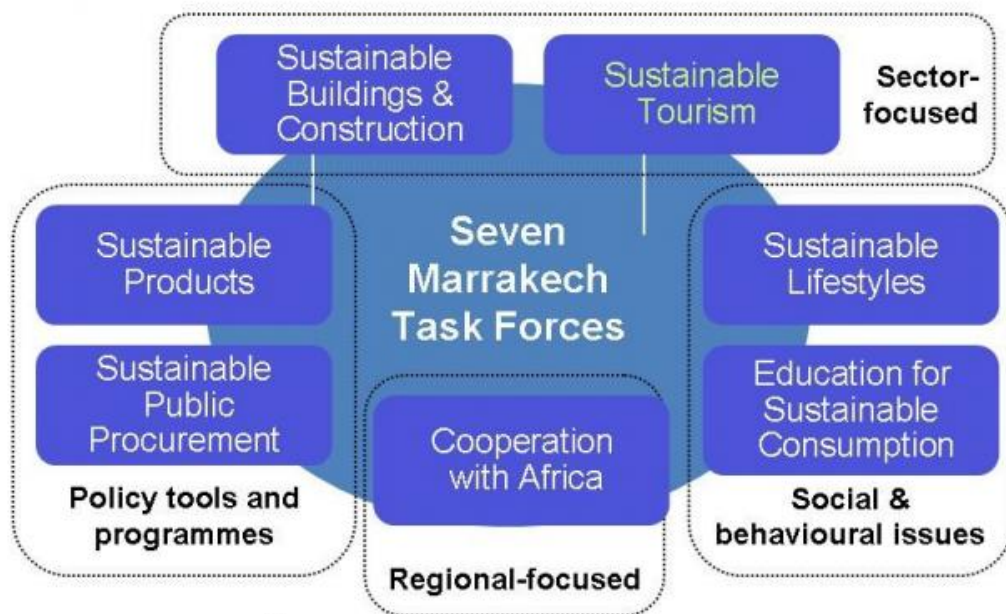 Sustainable
Buildings &
Construction
Sustainable
Tourism
Sector-
focused
Sustainable
Products
Seven
Marrakech
Task Forces
Sustainable
Lifestyles
Sustainable
Public
Procurement
Cooperation
with Africa
Education for
Sustainable
Consumption
Policy tools and
programmes
Regional-focused
Social &
behavioural issues